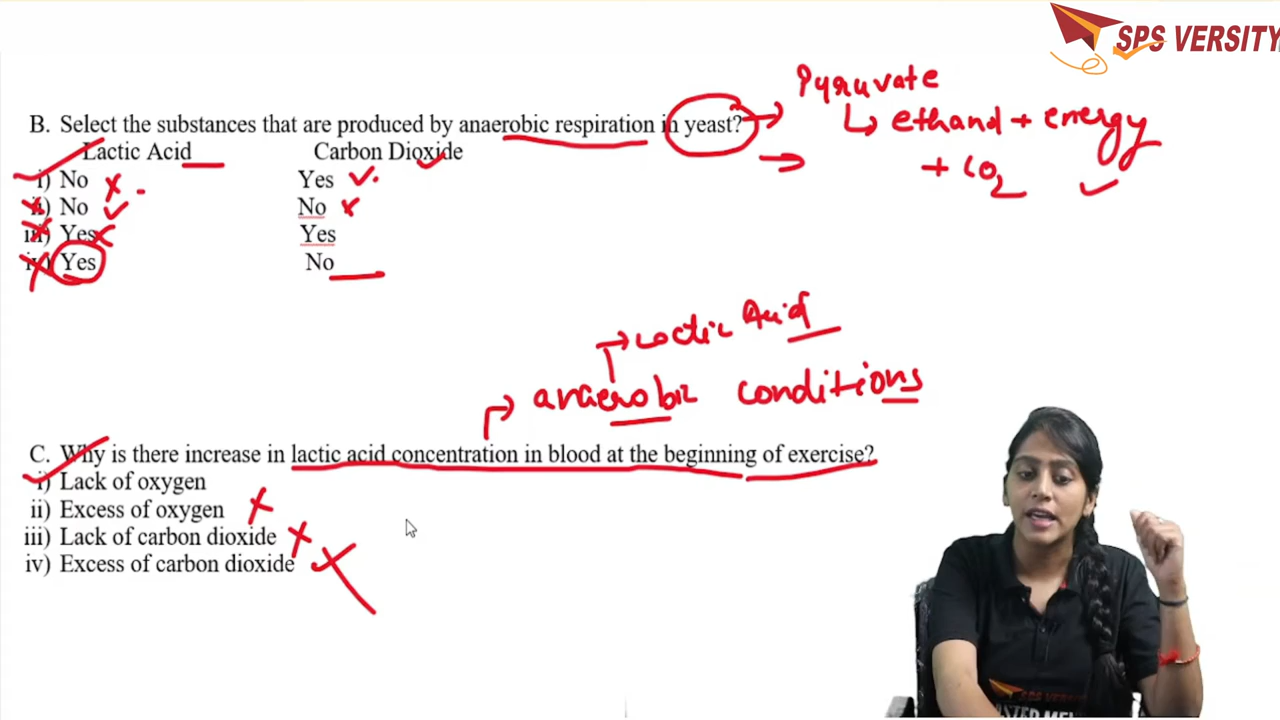 SPS VERSITY
Pyruvate
ethanol + energy
+ CO2
B. Select the substances that are produced by anaerobic respiration in yeast?
Lactic Acid Carbon Dioxide
i) No Yes
ii) No No
iii) Yes Yes
iv) Yes No
Lactic Acid
anaerobic conditions
C. Why is there increase in lactic acid concentration in blood at the beginning of exercise?
i) Lack of oxygen
ii) Excess of oxygen
iii) Lack of carbon dioxide
iv) Excess of carbon dioxide
SPS VERSITY